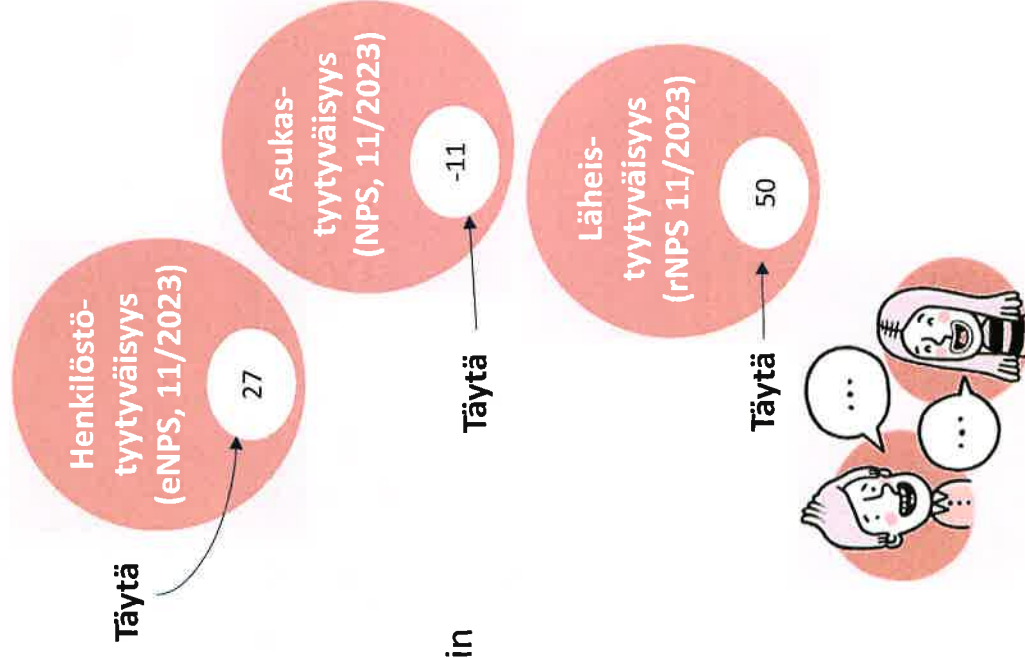 Täytä
Henkilöstö-
tyytyväisyys
(eNPS, 11/2023)
27
in
Täytä
Asukas-
tyytyväisyys
(NPS, 11/2023)
-11
Täytä
Läheis-
tyytyväisyys
(rNPS 11/2023)
50
...
...